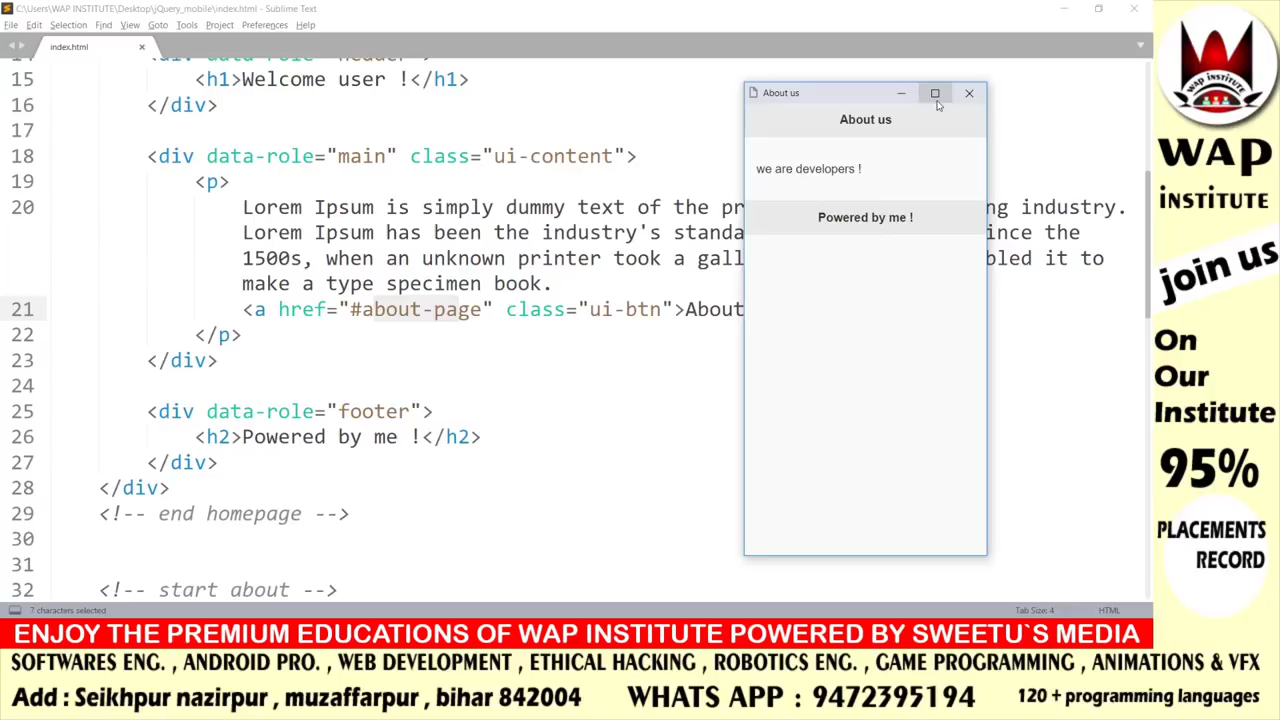 C:\Users\WAP INSTITUTE\Desktop\jQuery_mobile\index.html - Sublime Text
File Edit Selection Find View Goto Tools Project Preferences Help
index.html
15 <h1>Welcome user !</h1>
16 </div>
17
18 <div data-role="main" class="ui-content">
19 <p>
20 Lorem Ipsum is simply dummy text of the pr
ng industry.
Lorem Ipsum has been the industry's standa
ince the
1500s, when an unknown printer took a gall
bled it to
make a type specimen book.
21 <a href="#about-page" class="ui-btn">About
22 </p>
23 </div>
24
25 <div data-role="footer">
26 <h2>Powered by me !</h2>
27 </div>
28 </div>
29 <!-- end homepage -->
30
31
32 <!-- start about -->
7 characters selected
Tab Size: 4
HTML
About us
About us
we are developers !
Powered by me !
WAP INSTITUTE
WAP
INSTITUTE
join us
On
Our
Institute
95%
PLACEMENTS
RECORD
ENJOY THE PREMIUM EDUCATIONS OF WAP INSTITUTE POWERED BY SWEETU`S MEDIA
SOFTWARES ENG. , ANDROID PRO. , WEB DEVELOPMENT , ETHICAL HACKING , ROBOTICS ENG. , GAME PROGRAMMING , ANIMATIONS & VFX
Add : Seikhpur nazirpur , muzaffarpur , bihar 842004
WHATS APP : 9472395194
120 + programming languages